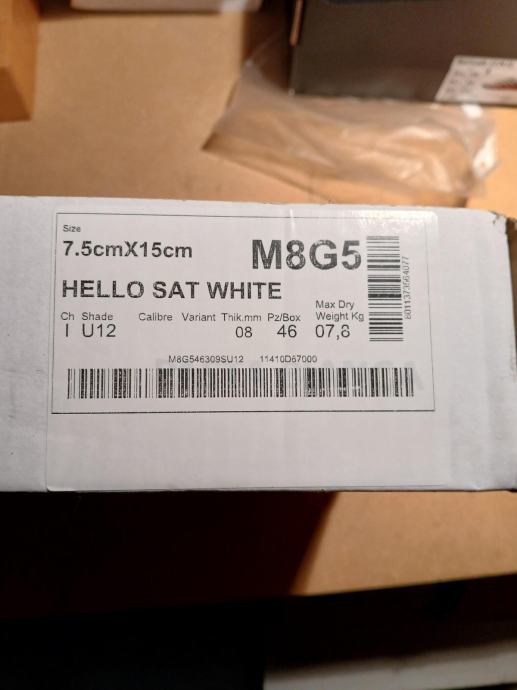 Size
7.5cmX15cm
M8G5
HELLO SAT WHITE
Ch Shade Calibre Variant Thik.mm Pz/Box Max Dry Weight Kg
I U12 08 46 07,8
M8G546309SU12 11410D67000
8011373564077